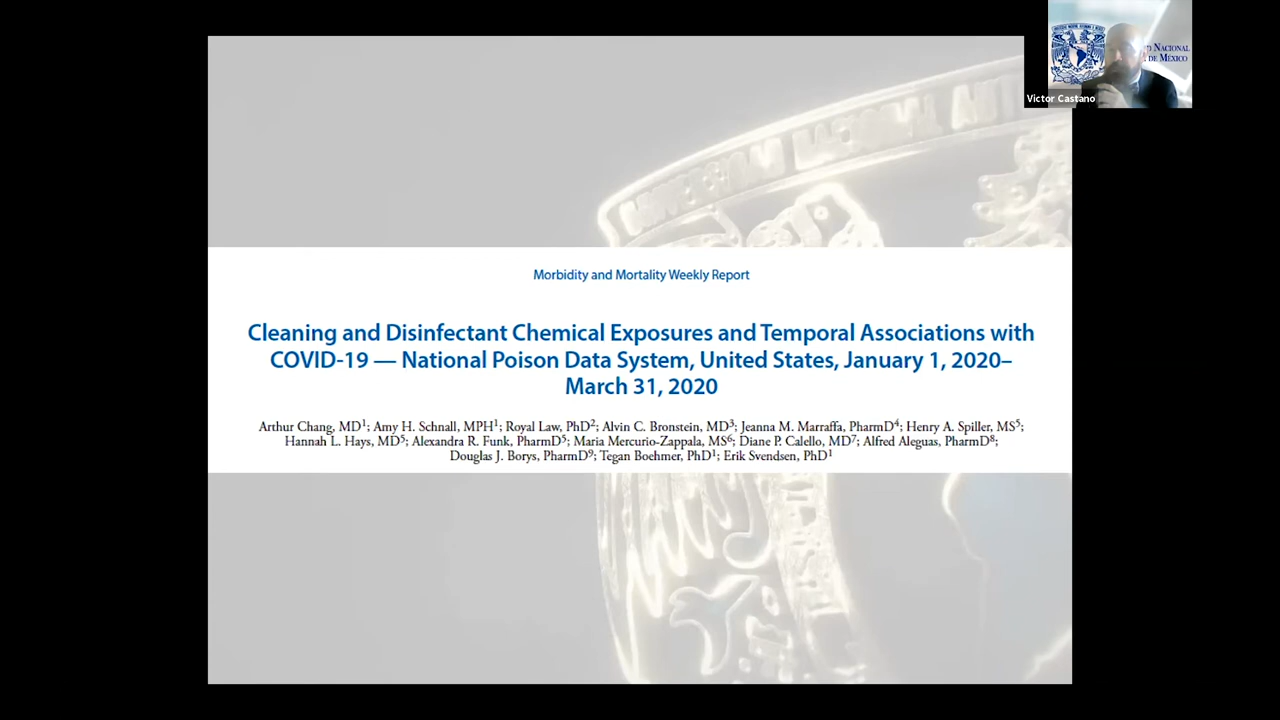 NACIONAL
DE MÉXICO
Victor Castano
Morbidity and Mortality Weekly Report
Cleaning and Disinfectant Chemical Exposures and Temporal Associations with
COVID-19 — National Poison Data System, United States, January 1, 2020–
March 31, 2020
Arthur Chang, MD1; Amy H. Schnall, MPH1; Royal Law, PhD2; Alvin C. Bronstein, MD3; Jeanna M. Marraffa, PharmD4; Henry A. Spiller, MS5;
Hannah L. Hays, MD5; Alexandra R. Funk, PharmD5; Maria Mercurio-Zappala, MS6; Diane P. Calello, MD7; Alfred Aleguas, PharmD8;
Douglas J. Borys, PharmD9; Tegan Boehmer, PhD1; Erik Svendsen, PhD1